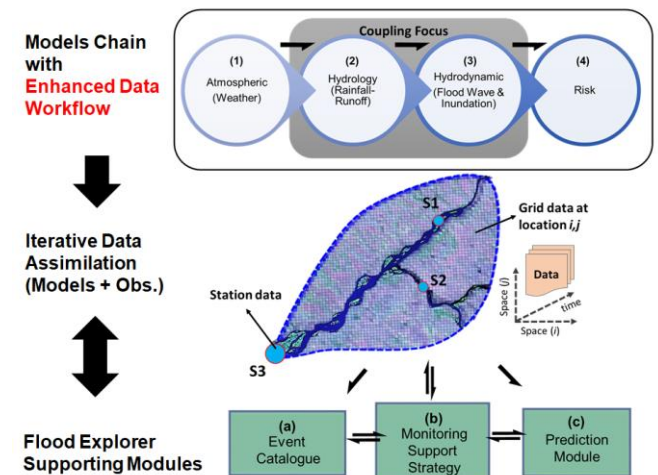 Models Chain
with
Enhanced Data
Workflow
Coupling Focus
(1)
Atmospheric
(Weather)
(2)
Hydrology
(Rainfall-
Runoff)
(3)
Hydrodynamic
(Flood Wave &
Inundation)
(4)
Risk
Iterative Data
Assimilation
(Models + Obs.)
S1
S2
S3
Station data
Grid data at
location i,j
Data
Space (j)
time
Space (i)
Flood Explorer
Supporting Modules
(a)
Event
Catalogue
(b)
Monitoring
Support
Strategy
(c)
Prediction
Module